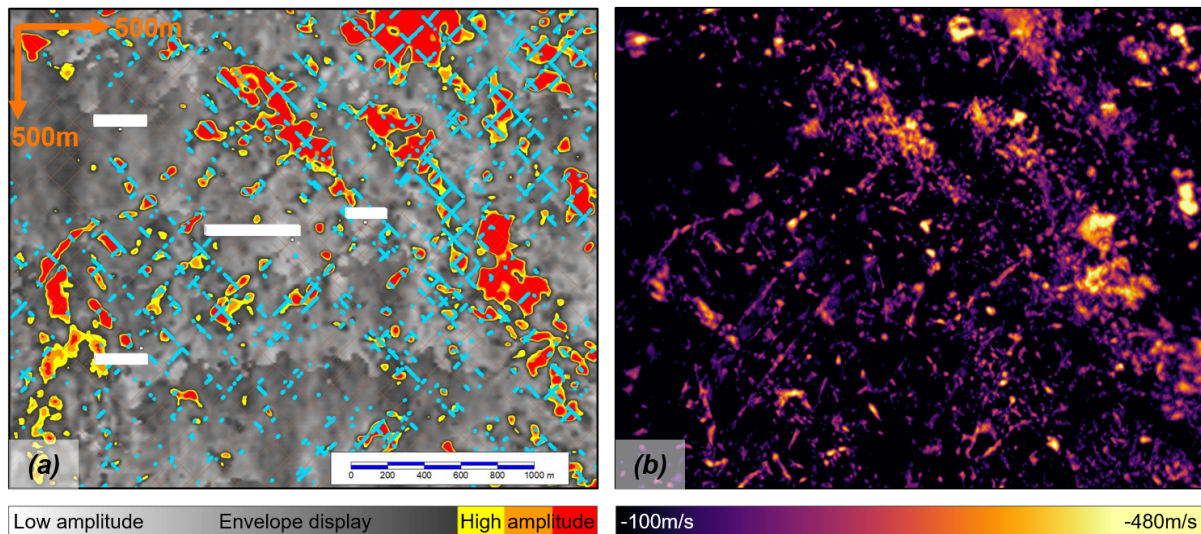 500m
500m
(a)
0 200 400 600 800 1000 m
(b)
Low amplitude Envelope display High amplitude
-100m/s -480m/s